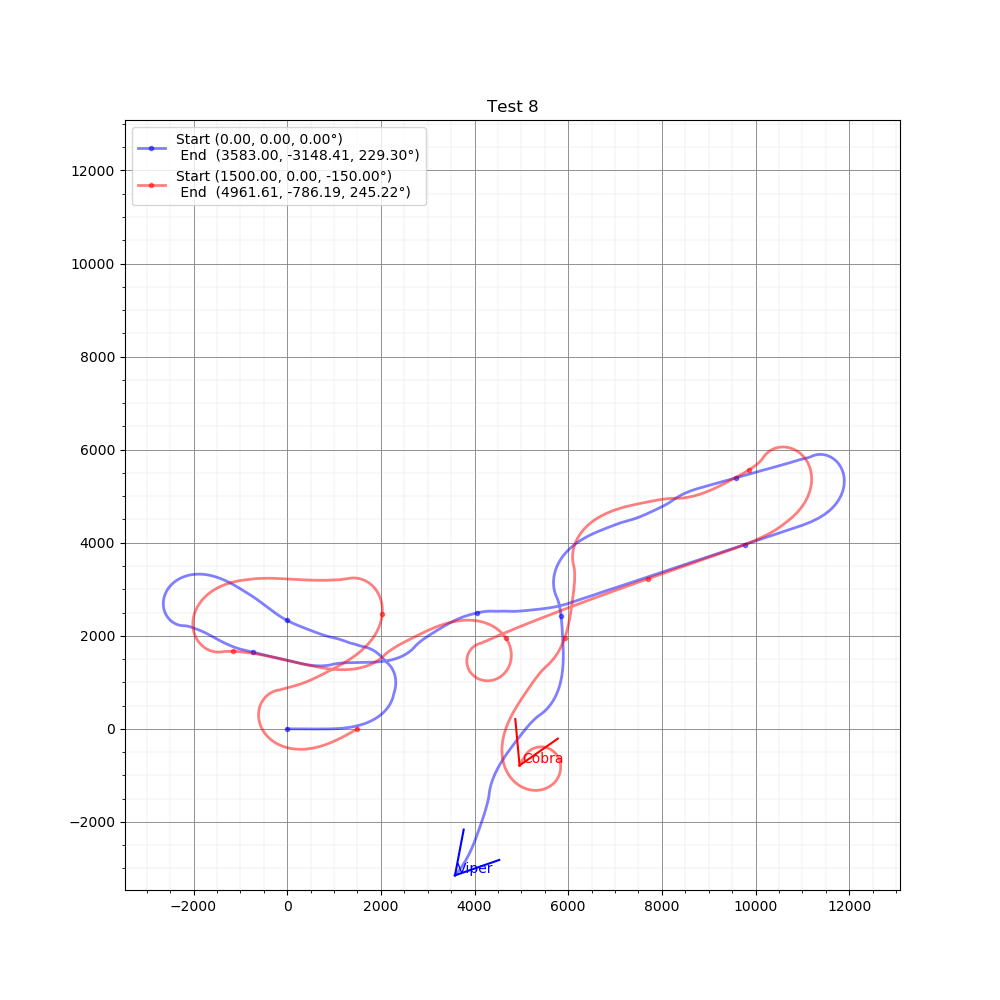 Test 8
Start (0.00, 0.00, 0.00°)
End  (3583.00, -3148.41, 229.30°)
Start (1500.00, 0.00, -150.00°)
End  (4961.61, -786.19, 245.22°)
12000
10000
8000
6000
4000
2000
0
−2000
Cobra
Viper
−2000 0 2000 4000 6000 8000 10000 12000